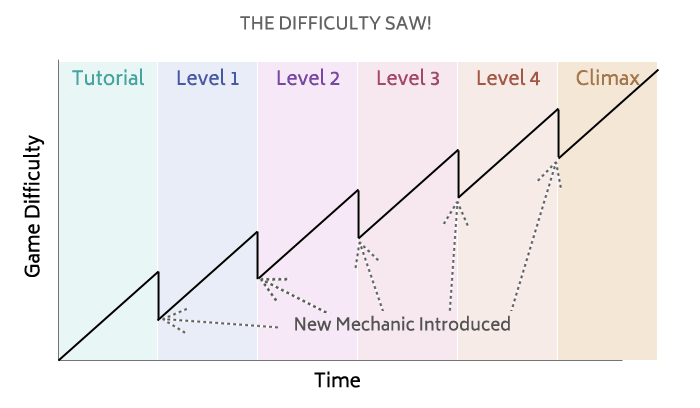 THE DIFFICULTY SAW!
Tutorial
Level 1
Level 2
Level 3
Level 4
Climax
Game Difficulty
New Mechanic Introduced
Time